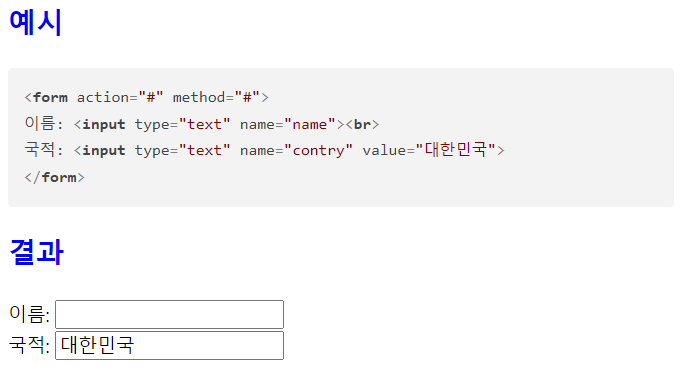 예시
<form action="#" method="#">
이름: <input type="text" name="name"><br>
국적: <input type="text" name="contry" value="대한민국">
</form>
결과
이름:
국적: 대한민국